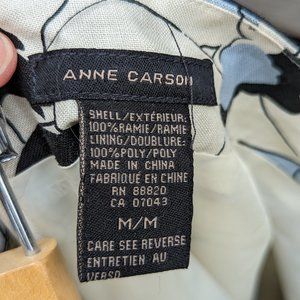 ANNE CARSON
SHELL/EXTÉRIEUR:
100%RAMIE/RAMIE
LINING/DOUBLURE:
100%POLY/POLY
MADE IN CHINA
FABRIQUÉ EN CHINE
RN 88820
CA 07043
M/M
CARE SEE REVERSE
ENTRETIEN AU
VERSO